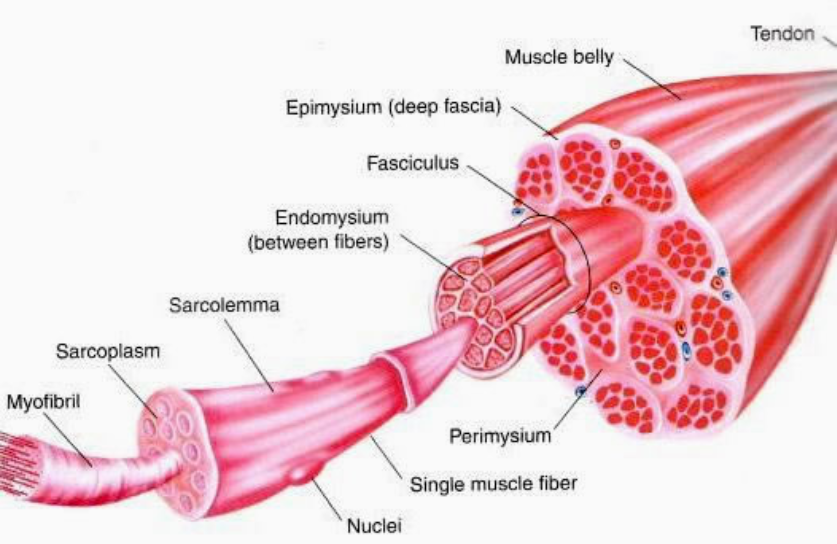 Tendon
Muscle belly
Epimysium (deep fascia)
Fasciculus
Endomysium
(between fibers)
Sarcolemma
Sarcoplasm
Myofibril
Perimysium
Single muscle fiber
Nuclei